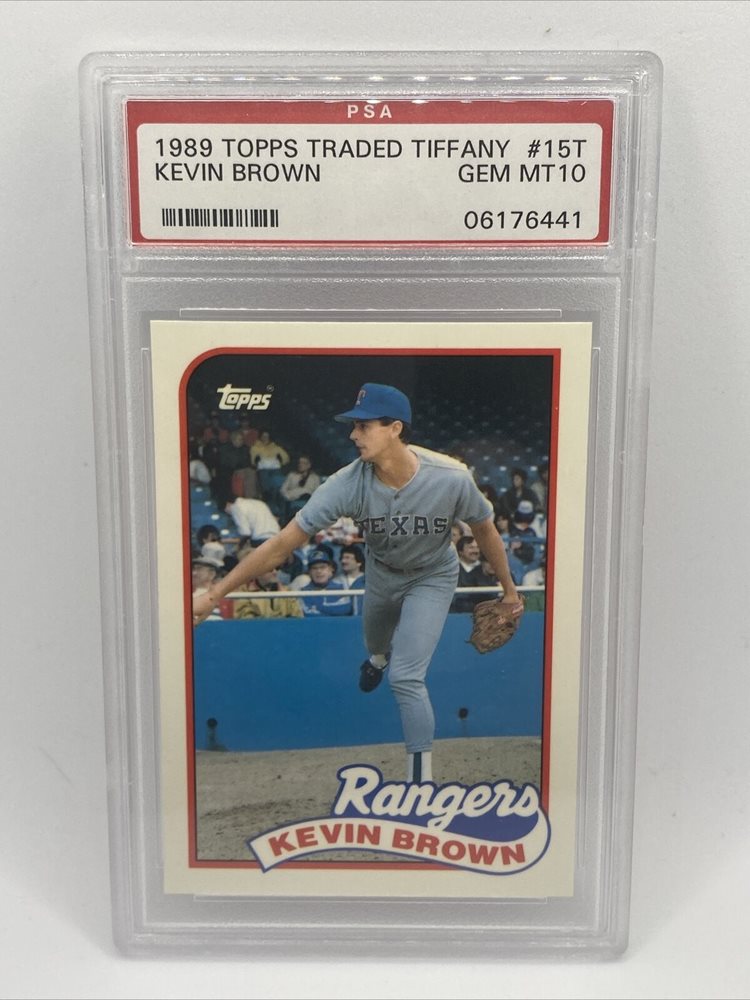 PSA
1989 TOPPS TRADED TIFFANY #15T
KEVIN BROWN GEM MT10
06176441
Topps
TEXAS
Rangers
KEVIN BROWN